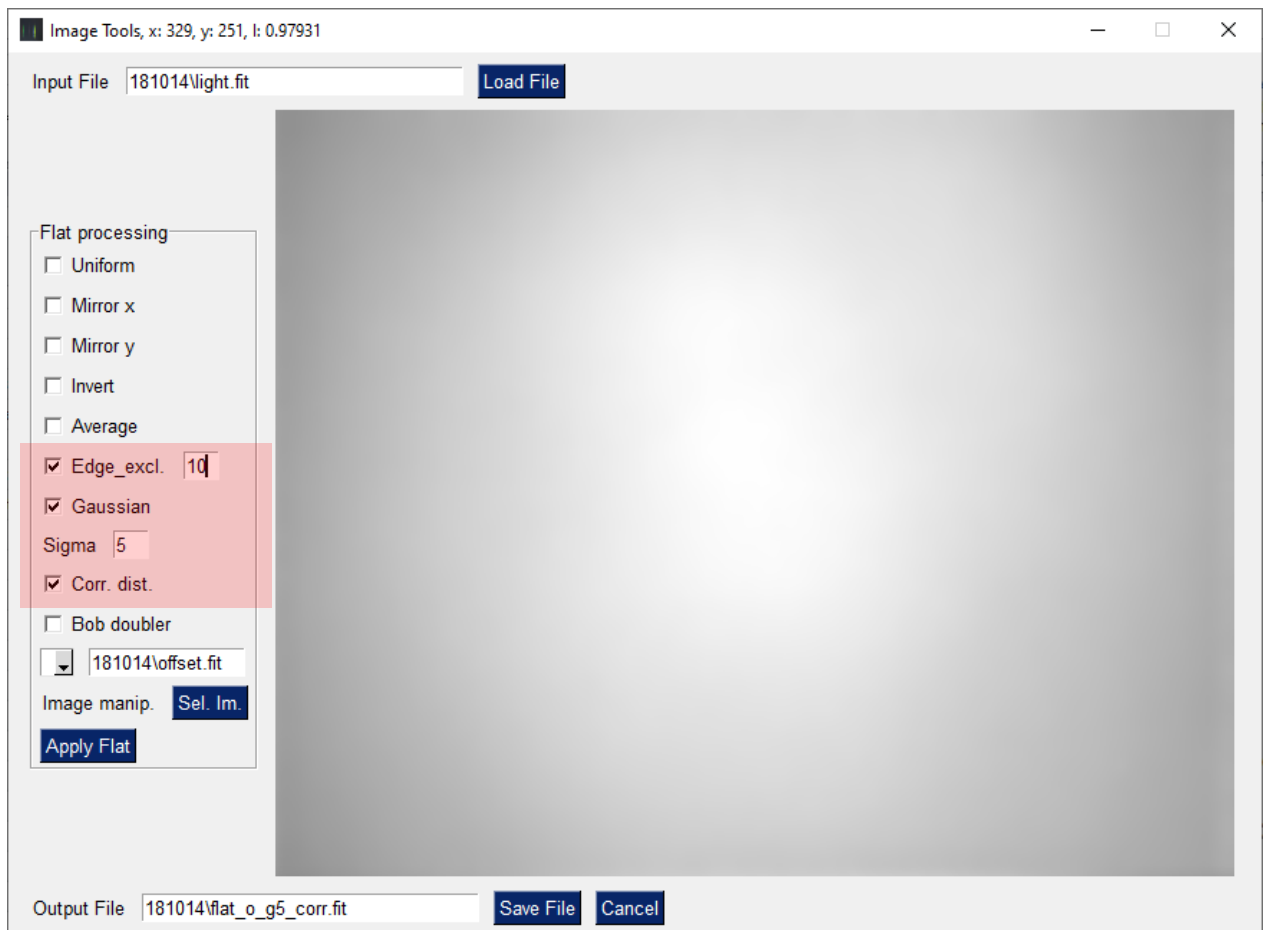 Image Tools, x: 329, y: 251, I: 0.97931
Input File 181014\light.fit Load File
Flat processing
Uniform
Mirror x
Mirror y
Invert
Average
Edge_excl. 10
Gaussian
Sigma 5
Corr. dist.
Bob doubler
181014\offset.fit
Image manip. Sel. Im.
Apply Flat
Output File 181014\flat_o_g5_corr.fit Save File Cancel